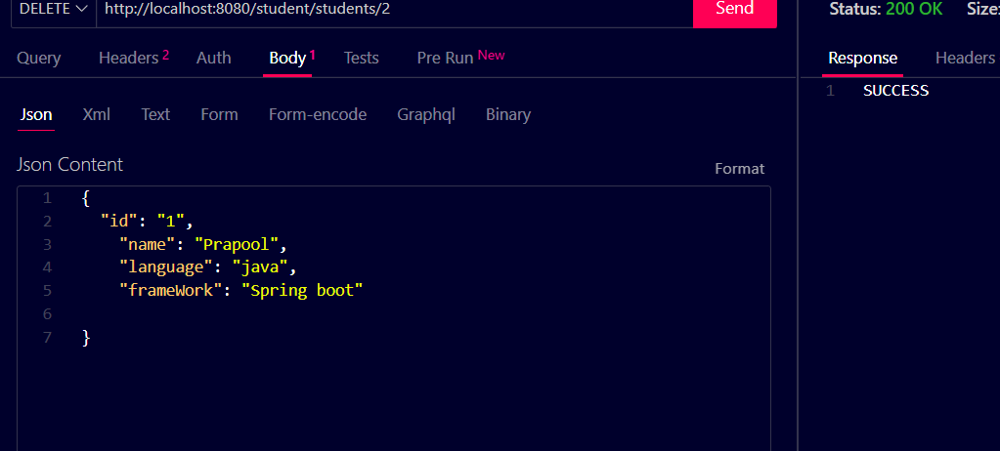 DELETE http://localhost:8080/student/students/2 Send
Status: 200 OK Size:
Query Headers 2 Auth Body 1 Tests Pre Run New
Response Headers
1 SUCCESS
Json Xml Text Form Form-encode Graphql Binary
Json Content
Format
1 {
2 "id": "1",
3 "name": "Prapool",
4 "language": "java",
5 "frameWork": "Spring boot"
6
7 }